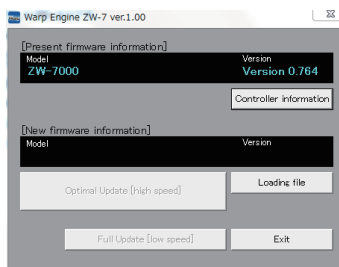 Warp Engine ZW-7 ver.1.00
[Present firmware information]
Model Version
ZW-7000 Version 0.764
Controller information
[New firmware information]
Model Version
Optimal Update [high speed]
Loading file
Full Update [low speed]
Exit